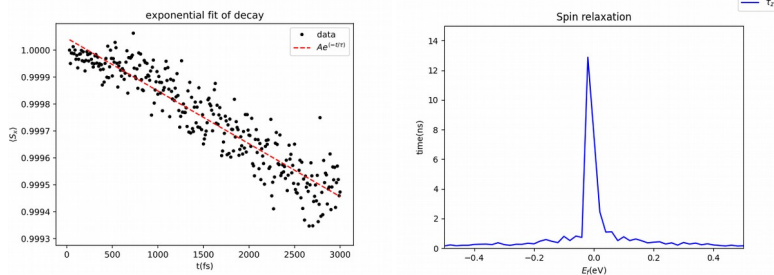 exponential fit of decay
data
Ae^(−t/τ)
1.0000
0.9999
0.9998
0.9997
0.9996
0.9995
0.9994
0.9993
⟨S_z⟩
0 500 1000 1500 2000 2500 3000
t(fs)
τ_z
Spin relaxation
14
12
10
8
6
4
2
0
time(ns)
−0.4 −0.2 0.0 0.2 0.4
E_f(eV)